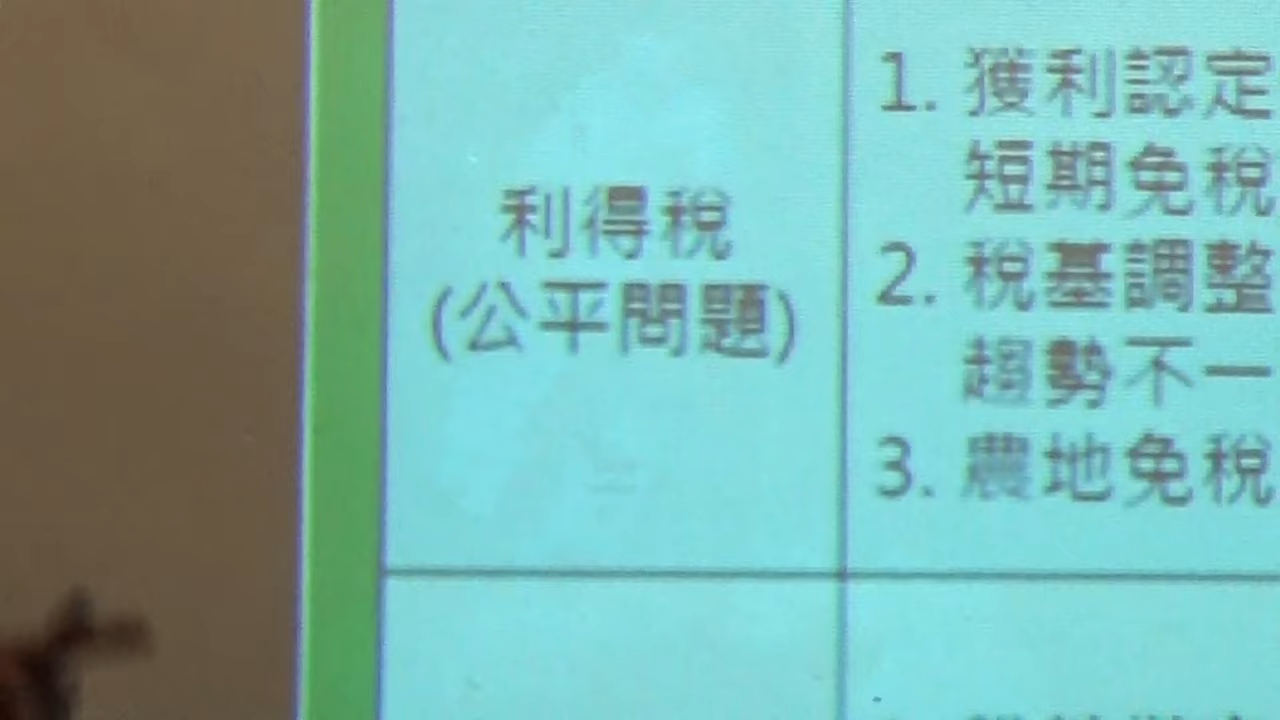 利得稅
(公平問題)
1. 獲利認定
短期免稅
2. 稅基調整
趨勢不一
3. 農地免稅